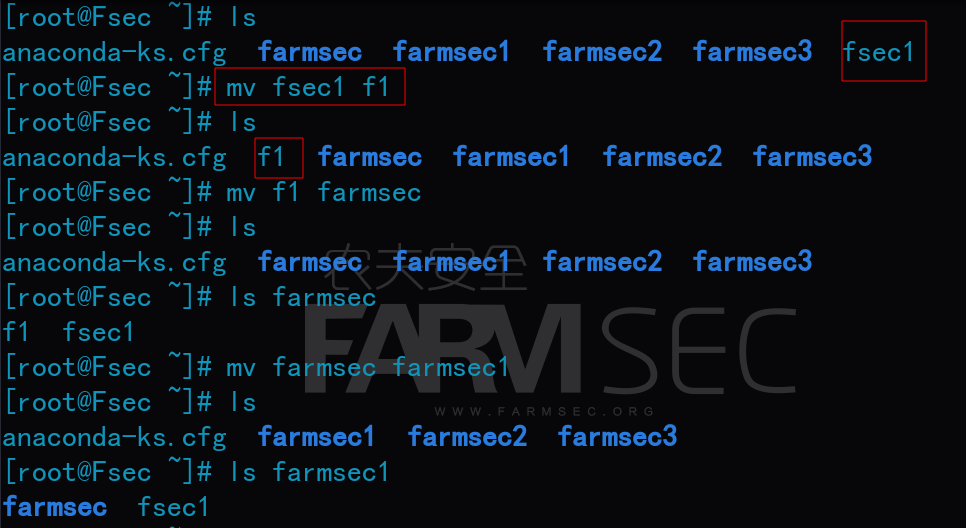 [root@Fsec ~]# ls
anaconda-ks.cfg farmsec farmsec1 farmsec2 farmsec3 fsec1
[root@Fsec ~]# mv fsec1 f1
[root@Fsec ~]# ls
anaconda-ks.cfg f1 farmsec farmsec1 farmsec2 farmsec3
[root@Fsec ~]# mv f1 farmsec
[root@Fsec ~]# ls
anaconda-ks.cfg farmsec farmsec1 farmsec2 farmsec3
农夫安全
[root@Fsec ~]# ls farmsec
f1 fsec1
FARMSEC
[root@Fsec ~]# mv farmsec farmsec1
[root@Fsec ~]# ls
WWW.FARMSEC.ORG
anaconda-ks.cfg farmsec1 farmsec2 farmsec3
[root@Fsec ~]# ls farmsec1
farmsec fsec1